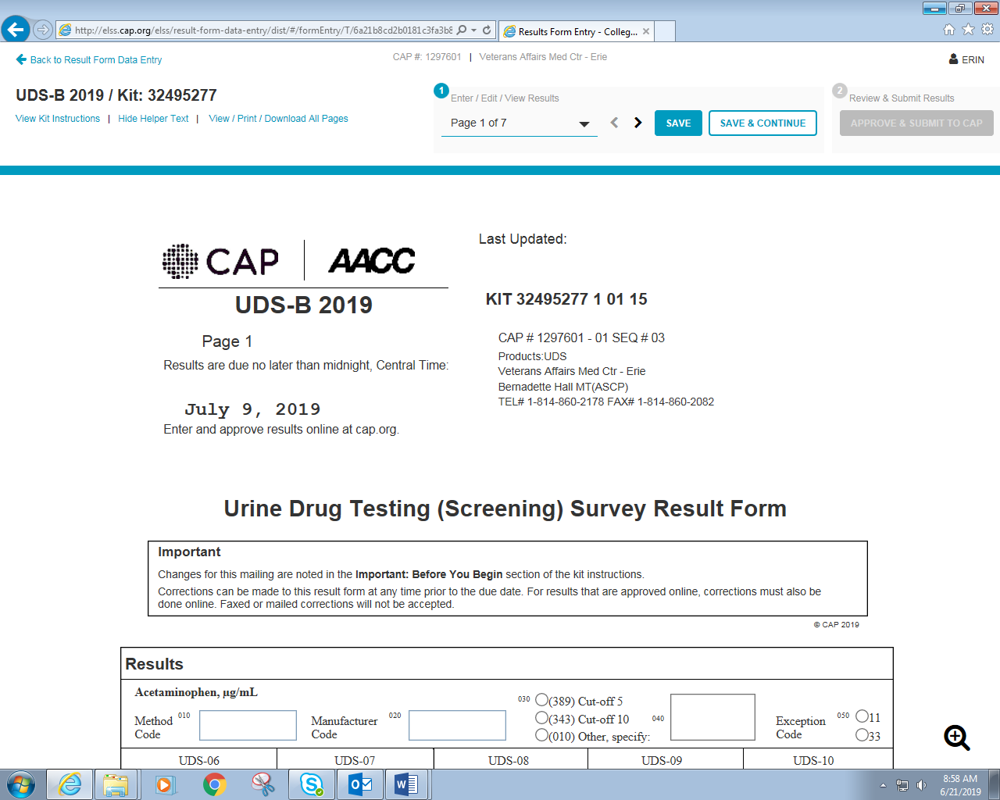 http://elss.cap.org/elss/result-form-data-entry/dist/#/formEntry/T/6a21b8cd2b0181c3fa3b8
Results Form Entry - Colleg...
Back to Result Form Data Entry
CAP #: 1297601 | Veterans Affairs Med Ctr - Erie
ERIN
UDS-B 2019 / Kit: 32495277
View Kit Instructions | Hide Helper Text | View / Print / Download All Pages
1
Enter / Edit / View Results
Page 1 of 7
SAVE
SAVE & CONTINUE
2
Review & Submit Results
APPROVE & SUBMIT TO CAP
CAP
AACC
UDS-B 2019
Page 1
Results are due no later than midnight, Central Time:
July 9, 2019
Enter and approve results online at cap.org.
Last Updated:
KIT 32495277 1 01 15
CAP # 1297601 - 01 SEQ # 03
Products:UDS
Veterans Affairs Med Ctr - Erie
Bernadette Hall MT(ASCP)
TEL# 1-814-860-2178 FAX# 1-814-860-2082
Urine Drug Testing (Screening) Survey Result Form
Important
Changes for this mailing are noted in the Important: Before You Begin section of the kit instructions.
Corrections can be made to this result form at any time prior to the due date. For results that are approved online, corrections must also be
done online. Faxed or mailed corrections will not be accepted.
© CAP 2019
Results
Acetaminophen, µg/mL
Method Code 010
Manufacturer Code 020
030 (389) Cut-off 5
(343) Cut-off 10 040
(010) Other, specify:
Exception Code 050 11
33
UDS-06 UDS-07 UDS-08 UDS-09 UDS-10
8:58 AM
6/21/2019